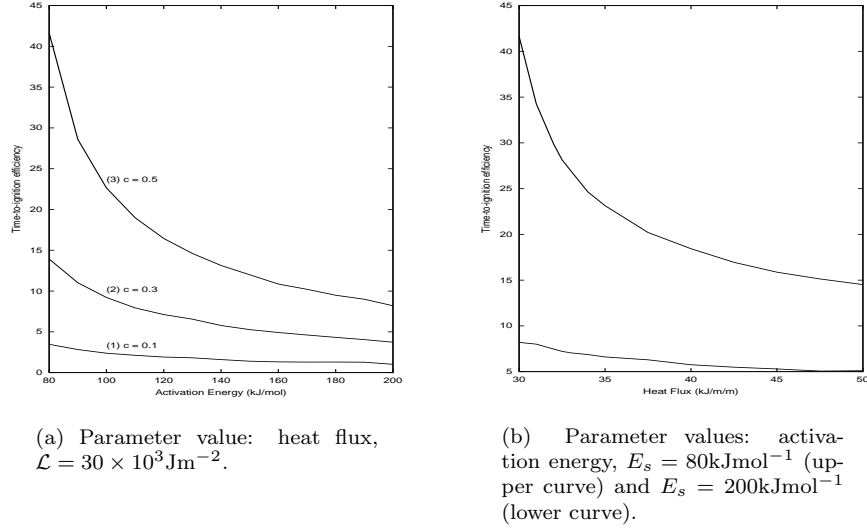 45
40
35
30
25
20
15
10
5
0
Time-to-ignition efficiency
(3) c = 0.5
(2) c = 0.3
(1) c = 0.1
80 100 120 140 160 180 200
Activation Energy (kJ/mol)
(a) Parameter value: heat flux,
ℒ = 30 × 10³Jm⁻².
45
40
35
30
25
20
15
10
5
Time-to-ignition efficiency
30 35 40 45 50
Heat Flux (kJ/m/m)
(b) Parameter values: activa-
tion energy, Eₛ = 80kJmol⁻¹ (up-
per curve) and Eₛ = 200kJmol⁻¹
(lower curve).